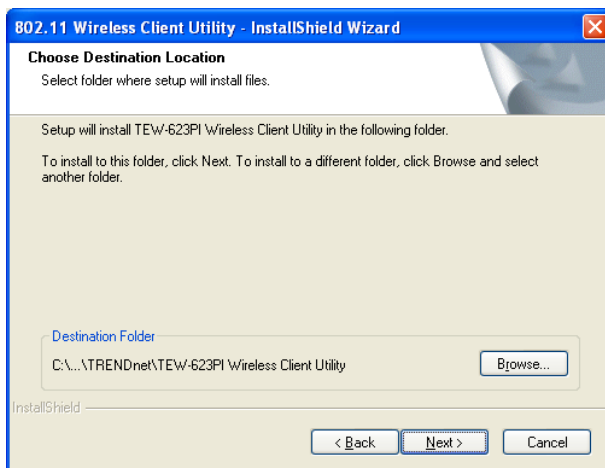 802.11 Wireless Client Utility - InstallShield Wizard
Choose Destination Location
Select folder where setup will install files.
Setup will install TEW-623PI Wireless Client Utility in the following folder.
To install to this folder, click Next. To install to a different folder, click Browse and select
another folder.
Destination Folder
C:\...\TRENDnet\TEW-623PI Wireless Client Utility
Browse...
InstallShield
< Back
Next >
Cancel